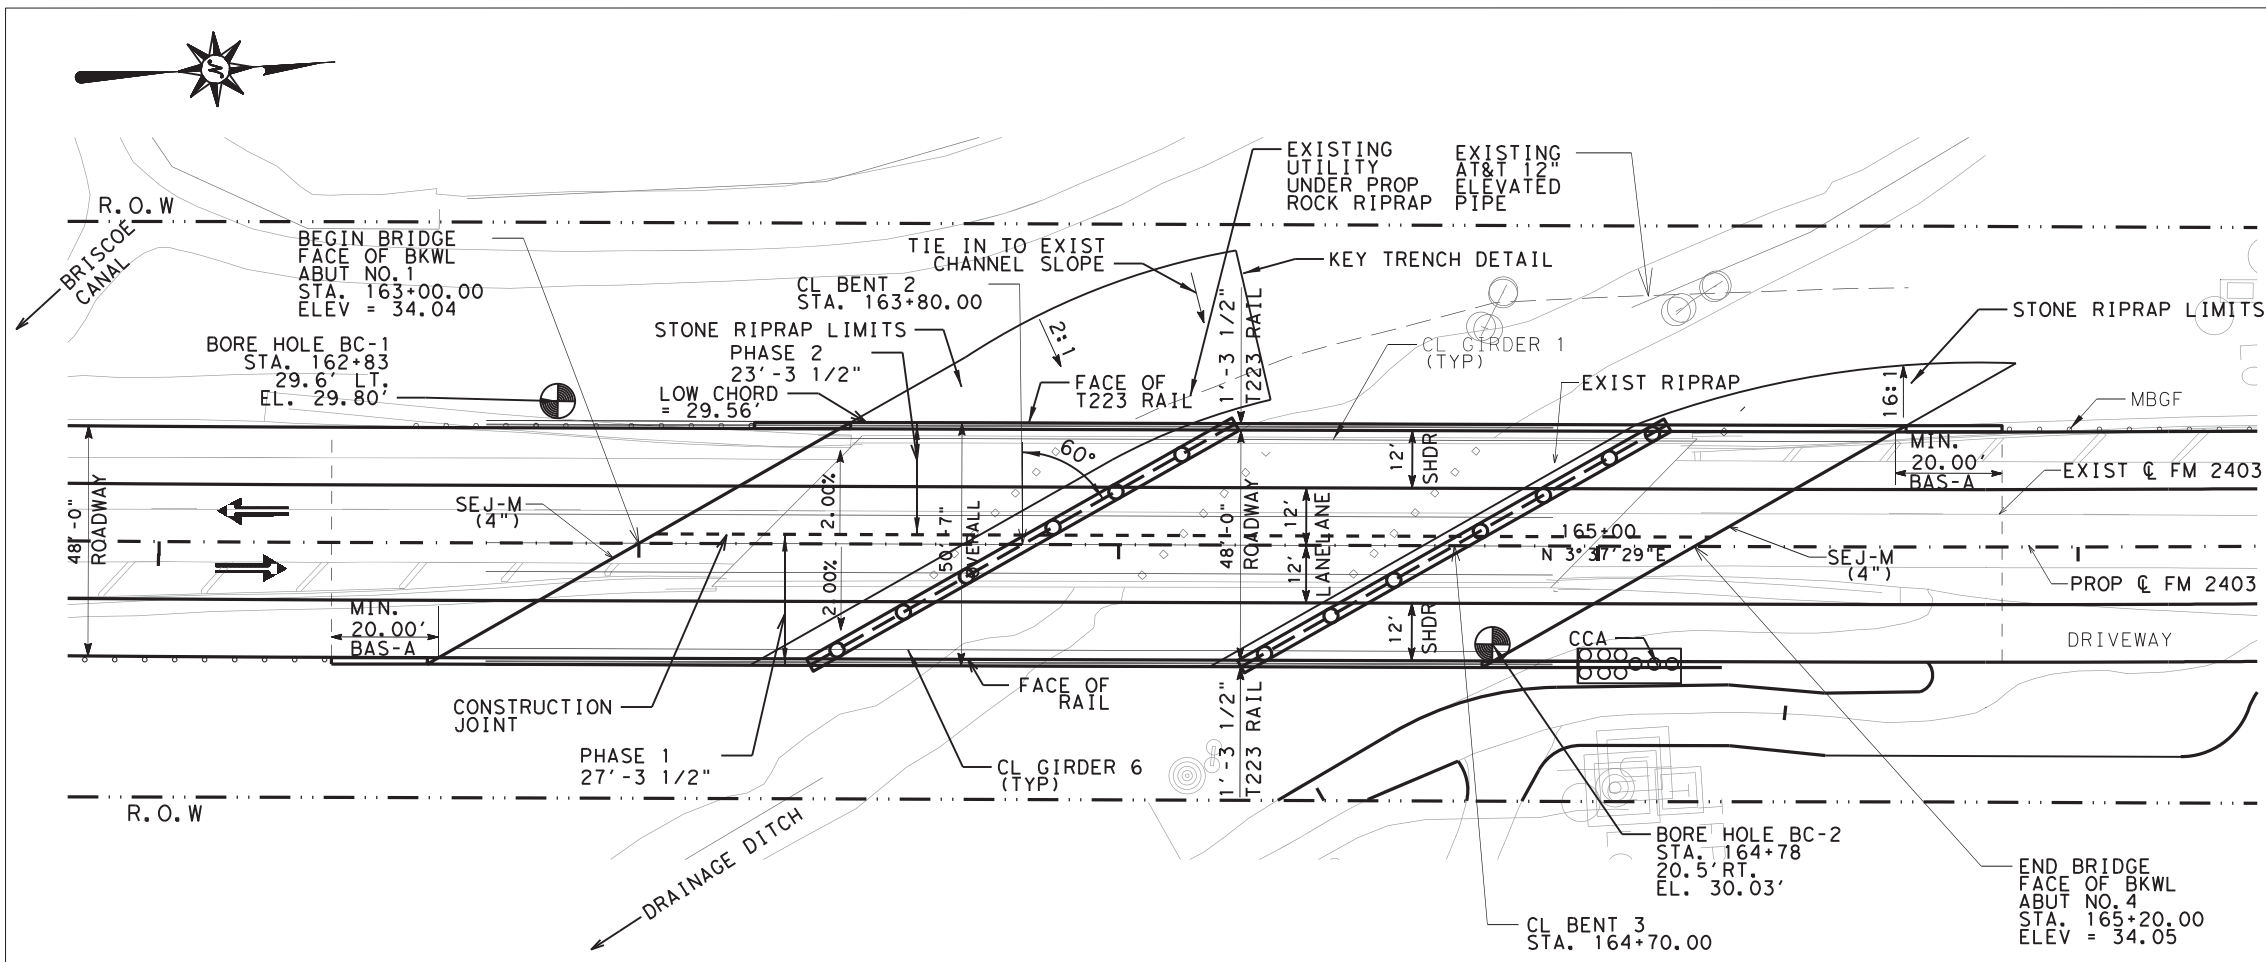 N
R.O.W
BRISCOE
CANAL
BEGIN BRIDGE
FACE OF BKWL
ABUT NO.1
STA. 163+00.00
ELEV = 34.04
BORE HOLE BC-1
STA. 162+83
29.6' LT.
EL. 29.80'
TIE IN TO EXIST
CHANNEL SLOPE
CL BENT 2
STA. 163+80.00
STONE RIPRAP LIMITS
PHASE 2
23'-3 1/2"
LOW CHORD
= 29.56'
2:1
EXISTING
UTILITY
UNDER PROP
ROCK RIPRAP
EXISTING
AT&T 12"
ELEVATED
PIPE
KEY TRENCH DETAIL
1'-3 1/2"
T223 RAIL
FACE OF
T223 RAIL
CL GIRDER 1
(TYP)
EXIST RIPRAP
STONE RIPRAP LIMITS
16:1
MBGF
MIN.
20.00'
BAS-A
EXIST ℄ FM 2403
48'-0"
ROADWAY
SEJ-M
(4")
2.00%
2.00%
50'-7"
OVERALL
60°
48'-0"
ROADWAY
12'
SHDR
12'
LANE
12'
LANE
12'
SHDR
165+00
N 3°37'29"E
SEJ-M
(4")
PROP ℄ FM 2403
DRIVEWAY
CCA
MIN.
20.00'
BAS-A
CONSTRUCTION
JOINT
PHASE 1
27'-3 1/2"
FACE OF
RAIL
CL GIRDER 6
(TYP)
1'-3 1/2"
T223 RAIL
R.O.W
DRAINAGE DITCH
BORE HOLE BC-2
STA. 164+78
20.5'RT.
EL. 30.03'
CL BENT 3
STA. 164+70.00
END BRIDGE
FACE OF BKWL
ABUT NO.4
STA. 165+20.00
ELEV = 34.05